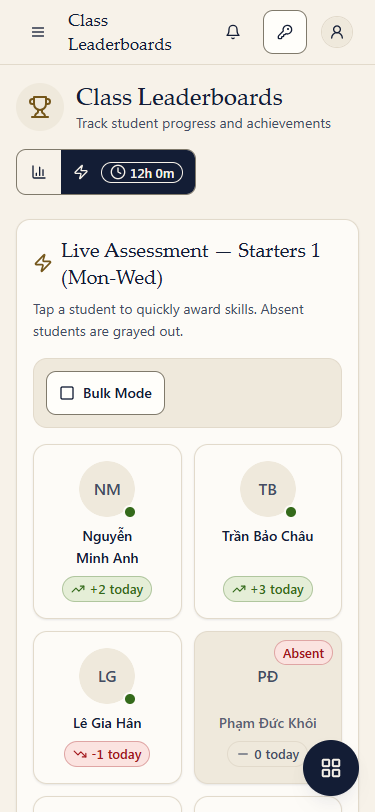 Class
Leaderboards
Class Leaderboards
Track student progress and achievements
12h 0m
Live Assessment — Starters 1
(Mon-Wed)
Tap a student to quickly award skills. Absent
students are grayed out.
Bulk Mode
NM
Nguyễn
Minh Anh
+2 today
TB
Trần Bảo Châu
+3 today
LG
Lê Gia Hân
-1 today
Absent
PĐ
Phạm Đức Khôi
0 today